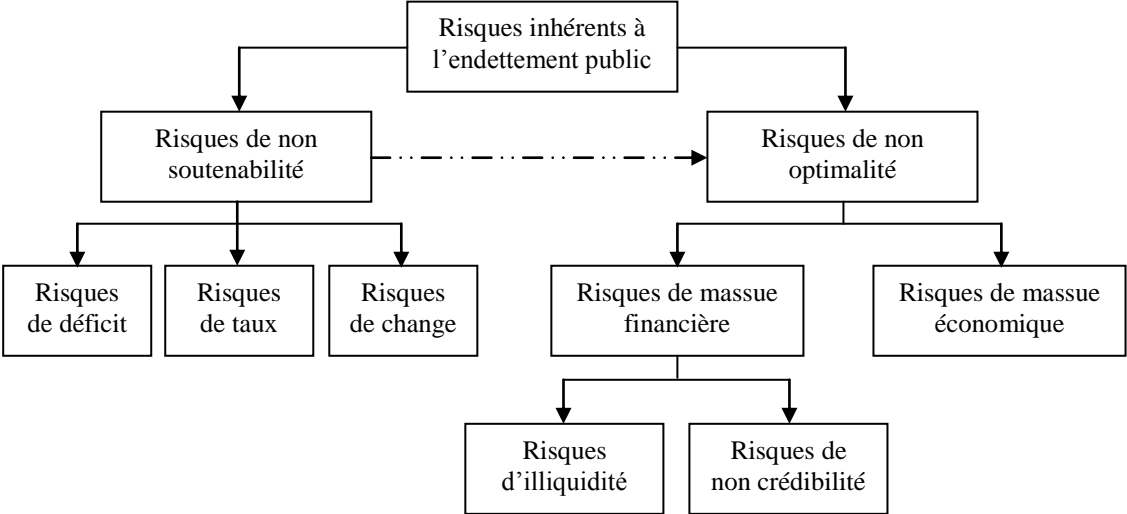 Risques inhérents à
l’endettement public
Risques de non
soutenabilité
Risques de non
optimalité
Risques
de déficit
Risques
de taux
Risques
de change
Risques de massue
financière
Risques de massue
économique
Risques
d’illiquidité
Risques de
non crédibilité